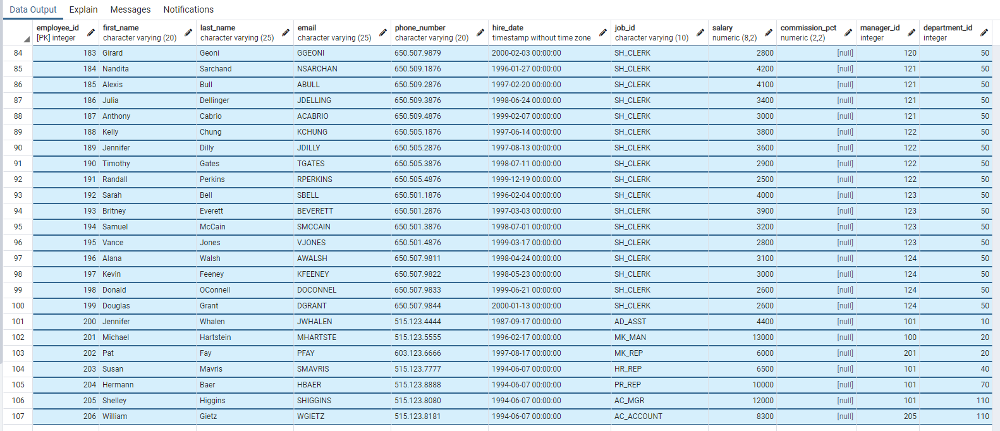 Data Output Explain Messages Notifications
employee_id first_name last_name email phone_number hire_date job_id salary commission_pct manager_id department_id
[PK] integer character varying (20) character varying (25) character varying (25) character varying (20) timestamp without time zone character varying (10) numeric (8,2) numeric (2,2) integer integer
84 183 Girard Geoni GGEONI 650.507.9879 2000-02-03 00:00:00 SH_CLERK 2800 [null] 120 50
85 184 Nandita Sarchand NSARCHAN 650.509.1876 1996-01-27 00:00:00 SH_CLERK 4200 [null] 121 50
86 185 Alexis Bull ABULL 650.509.2876 1997-02-20 00:00:00 SH_CLERK 4100 [null] 121 50
87 186 Julia Dellinger JDELLING 650.509.3876 1998-06-24 00:00:00 SH_CLERK 3400 [null] 121 50
88 187 Anthony Cabrio ACABRIO 650.509.4876 1999-02-07 00:00:00 SH_CLERK 3000 [null] 121 50
89 188 Kelly Chung KCHUNG 650.505.1876 1997-06-14 00:00:00 SH_CLERK 3800 [null] 122 50
90 189 Jennifer Dilly JDILLY 650.505.2876 1997-08-13 00:00:00 SH_CLERK 3600 [null] 122 50
91 190 Timothy Gates TGATES 650.505.3876 1998-07-11 00:00:00 SH_CLERK 2900 [null] 122 50
92 191 Randall Perkins RPERKINS 650.505.4876 1999-12-19 00:00:00 SH_CLERK 2500 [null] 122 50
93 192 Sarah Bell SBELL 650.501.1876 1996-02-04 00:00:00 SH_CLERK 4000 [null] 123 50
94 193 Britney Everett BEVERETT 650.501.2876 1997-03-03 00:00:00 SH_CLERK 3900 [null] 123 50
95 194 Samuel McCain SMCCAIN 650.501.3876 1998-07-01 00:00:00 SH_CLERK 3200 [null] 123 50
96 195 Vance Jones VJONES 650.501.4876 1999-03-17 00:00:00 SH_CLERK 2800 [null] 123 50
97 196 Alana Walsh AWALSH 650.507.9811 1998-04-24 00:00:00 SH_CLERK 3100 [null] 124 50
98 197 Kevin Feeney KFEENEY 650.507.9822 1998-05-23 00:00:00 SH_CLERK 3000 [null] 124 50
99 198 Donald OConnell DOCONNEL 650.507.9833 1999-06-21 00:00:00 SH_CLERK 2600 [null] 124 50
100 199 Douglas Grant DGRANT 650.507.9844 2000-01-13 00:00:00 SH_CLERK 2600 [null] 124 50
101 200 Jennifer Whalen JWHALEN 515.123.4444 1987-09-17 00:00:00 AD_ASST 4400 [null] 101 10
102 201 Michael Hartstein MHARTSTE 515.123.5555 1996-02-17 00:00:00 MK_MAN 13000 [null] 100 20
103 202 Pat Fay PFAY 603.123.6666 1997-08-17 00:00:00 MK_REP 6000 [null] 201 20
104 203 Susan Mavris SMAVRIS 515.123.7777 1994-06-07 00:00:00 HR_REP 6500 [null] 101 40
105 204 Hermann Baer HBAER 515.123.8888 1994-06-07 00:00:00 PR_REP 10000 [null] 101 70
106 205 Shelley Higgins SHIGGINS 515.123.8080 1994-06-07 00:00:00 AC_MGR 12000 [null] 101 110
107 206 William Gietz WGIETZ 515.123.8181 1994-06-07 00:00:00 AC_ACCOUNT 8300 [null] 205 110